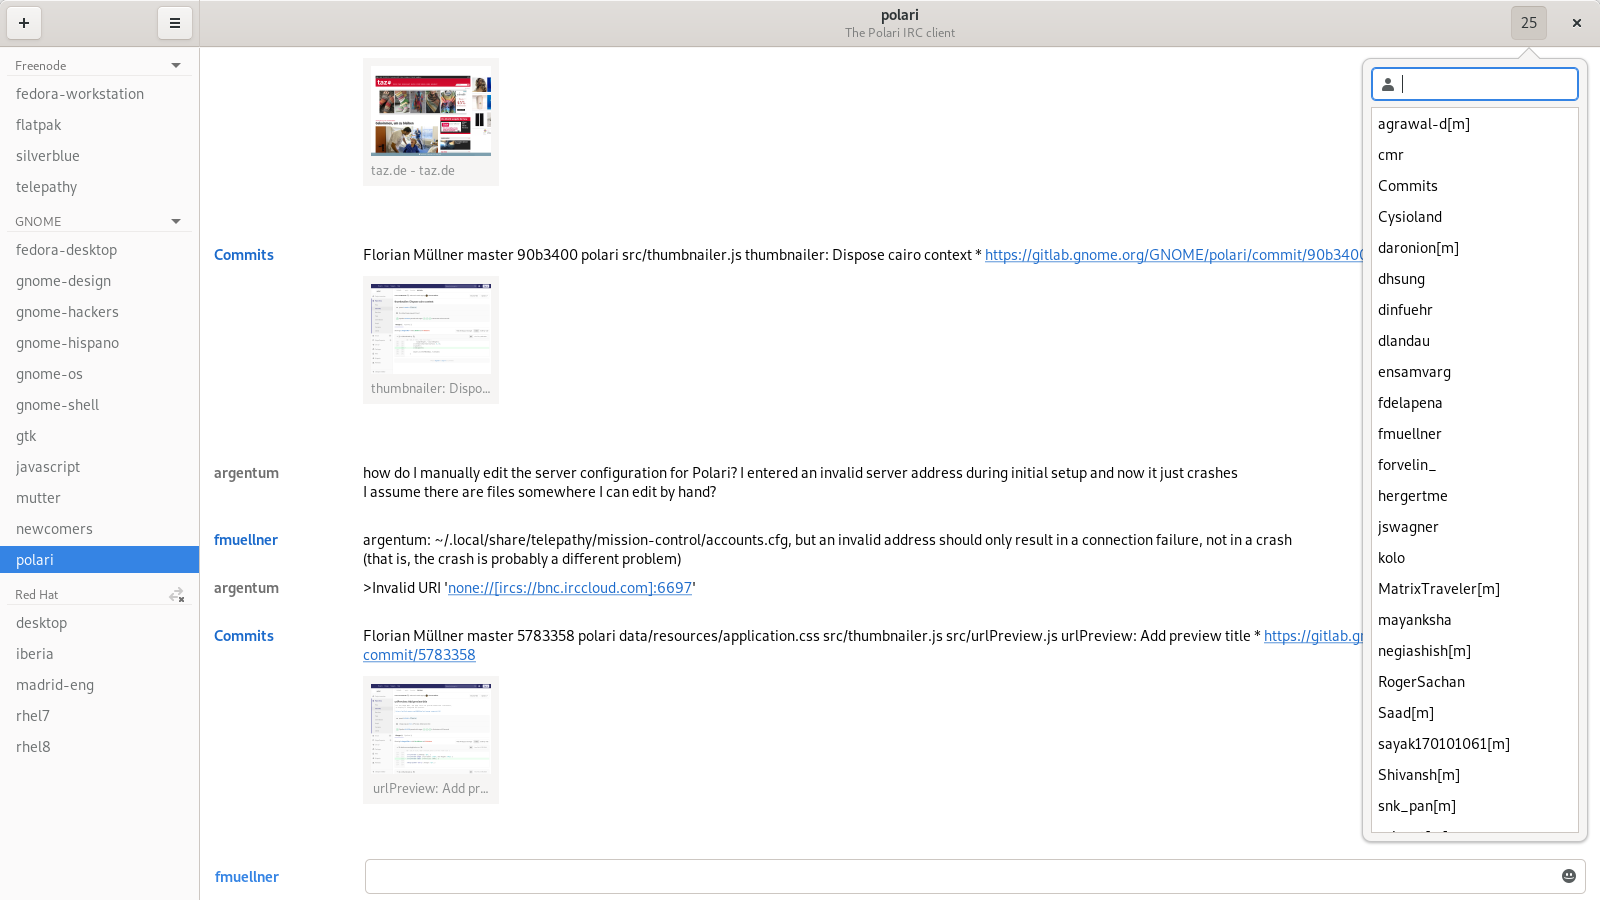 polari
The Polari IRC client
25
Freenode
fedora-workstation
flatpak
silverblue
telepathy
GNOME
fedora-desktop
gnome-design
gnome-hackers
gnome-hispano
gnome-os
gnome-shell
gtk
javascript
mutter
newcomers
polari
Red Hat
desktop
iberia
madrid-eng
rhel7
rhel8
taz
taz.de - taz.de
Commits
Florian Müllner master 90b3400 polari src/thumbnailer.js thumbnailer: Dispose cairo context * https://gitlab.gnome.org/GNOME/polari/commit/90b3400
thumbnailer: Dispo...
argentum
how do I manually edit the server configuration for Polari? I entered an invalid server address during initial setup and now it just crashes
I assume there are files somewhere I can edit by hand?
fmuellner
argentum: ~/.local/share/telepathy/mission-control/accounts.cfg, but an invalid address should only result in a connection failure, not in a crash
(that is, the crash is probably a different problem)
argentum
>Invalid URI 'none://[ircs://bnc.irccloud.com]:6697'
Commits
Florian Müllner master 5783358 polari data/resources/application.css src/thumbnailer.js src/urlPreview.js urlPreview: Add preview title * https://gitlab.g
commit/5783358
urlPreview: Add pr...
fmuellner
agrawal-d[m]
cmr
Commits
Cysioland
daronion[m]
dhsung
dinfuehr
dlandau
ensamvarg
fdelapena
fmuellner
forvelin_
hergertme
jswagner
kolo
MatrixTraveler[m]
mayanksha
negiashish[m]
RogerSachan
Saad[m]
sayak170101061[m]
Shivansh[m]
snk_pan[m]